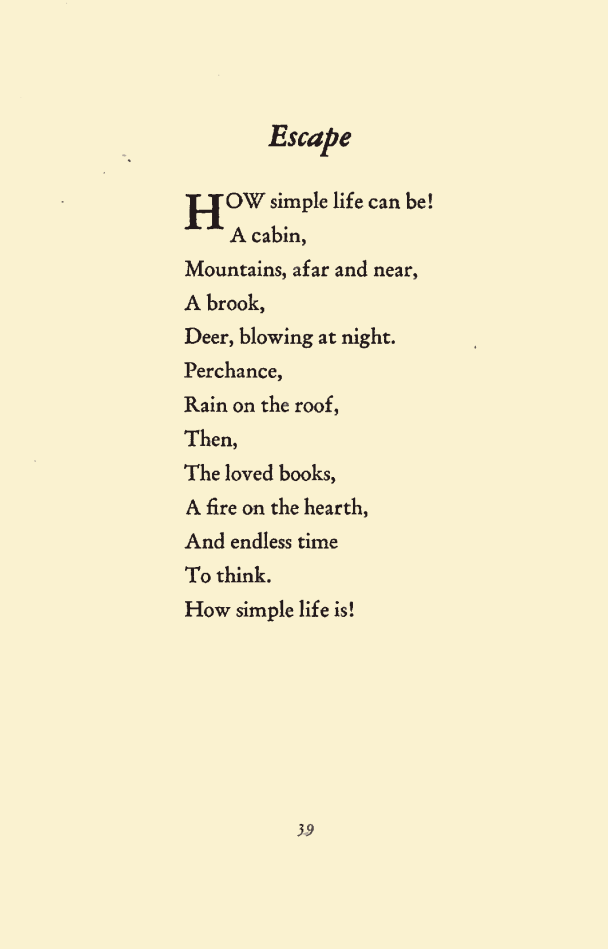 Escape
HOW simple life can be!
A cabin,
Mountains, afar and near,
A brook,
Deer, blowing at night.
Perchance,
Rain on the roof,
Then,
The loved books,
A fire on the hearth,
And endless time
To think.
How simple life is!
39